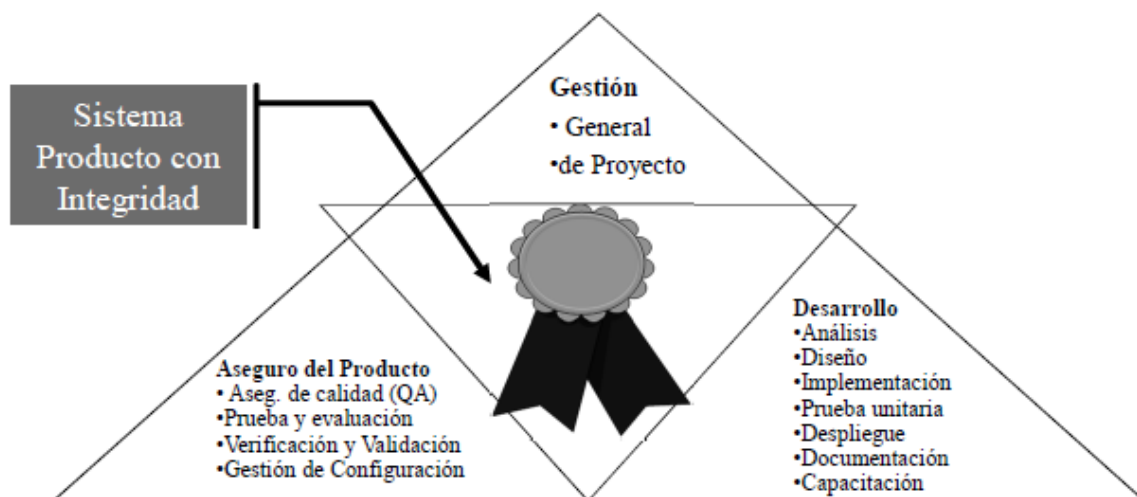 Sistema
Producto con
Integridad
Gestión
• General
•de Proyecto
Aseguro del Producto
• Aseg. de calidad (QA)
•Prueba y evaluación
•Verificación y Validación
•Gestión de Configuración
Desarrollo
•Análisis
•Diseño
•Implementación
•Prueba unitaria
•Despliegue
•Documentación
•Capacitación